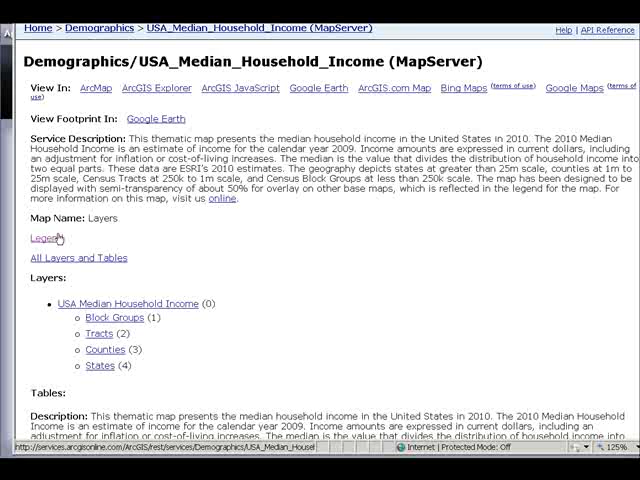 Home > Demographics > USA_Median_Household_Income (MapServer)
Help | API Reference
Demographics/USA_Median_Household_Income (MapServer)
View In: ArcMap ArcGIS Explorer ArcGIS JavaScript Google Earth ArcGIS.com Map Bing Maps (terms of use) Google Maps (terms of
use)
View Footprint In: Google Earth
Service Description: This thematic map presents the median household income in the United States in 2010. The 2010 Median
Household Income is an estimate of income for the calendar year 2009. Income amounts are expressed in current dollars, including
an adjustment for inflation or cost-of-living increases. The median is the value that divides the distribution of household income into
two equal parts. These data are ESRI's 2010 estimates. The geography depicts states at greater than 25m scale, counties at 1m to
25m scale, Census Tracts at 250k to 1m scale, and Census Block Groups at less than 250k scale. The map has been designed to be
displayed with semi-transparency of about 50% for overlay on other base maps, which is reflected in the legend for the map. For
more information on this map, visit us online.
Map Name: Layers
Legend
All Layers and Tables
Layers:
USA Median Household Income (0)
Block Groups (1)
Tracts (2)
Counties (3)
States (4)
Tables:
Description: This thematic map presents the median household income in the United States in 2010. The 2010 Median
Household Income is an estimate of income for the calendar year 2009. Income amounts are expressed in current dollars, including an
adjustment for inflation or cost-of-living increases. The median is the value that divides the distribution of household income into
http://services.arcgisonline.com/ArcGIS/rest/services/Demographics/USA_Median_Housel
Internet | Protected Mode: Off
125%